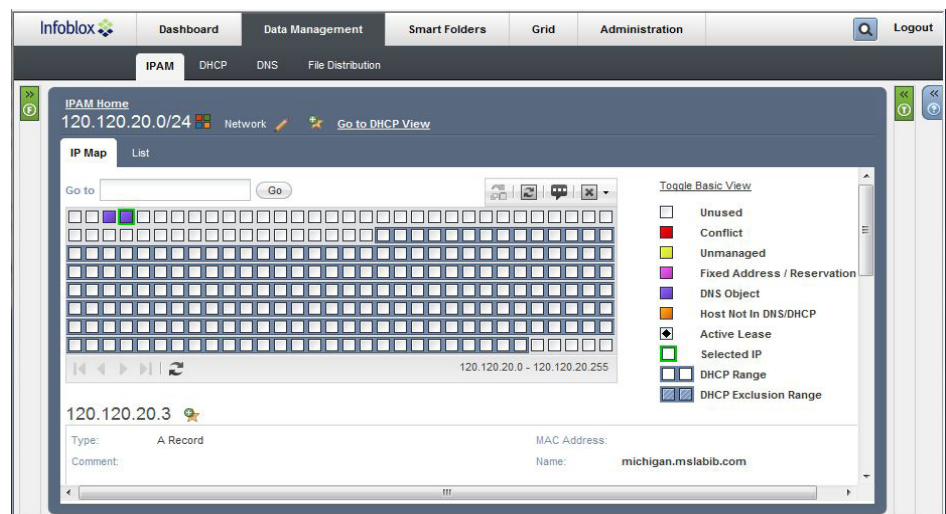 Infoblox Dashboard Data Management Smart Folders Grid Administration Logout
IPAM DHCP DNS File Distribution
IPAM Home
120.120.20.0/24 Network Go to DHCP View
IP Map List
Go to Go
Toggle Basic View
Unused
Conflict
Unmanaged
Fixed Address / Reservation
DNS Object
Host Not In DNS/DHCP
Active Lease
Selected IP
DHCP Range
DHCP Exclusion Range
120.120.20.0 - 120.120.20.255
120.120.20.3
Type: A Record MAC Address:
Comment: Name: michigan.mslabib.com